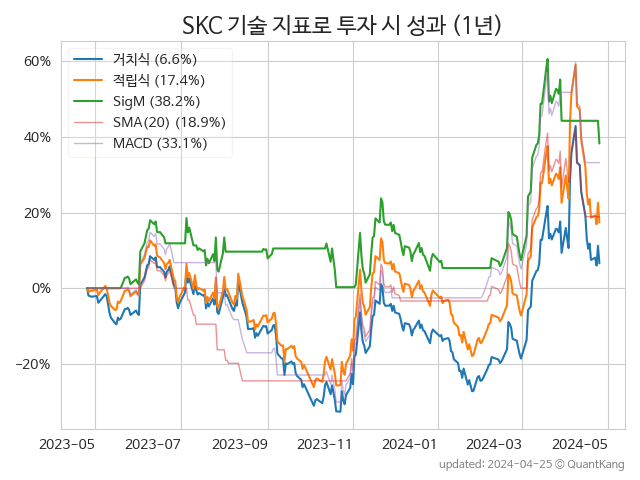 SKC 기술 지표로 투자 시 성과 (1년)
거치식 (6.6%)
적립식 (17.4%)
SigM (38.2%)
SMA(20) (18.9%)
MACD (33.1%)
60%
40%
20%
0%
−20%
2023-05 2023-07 2023-09 2023-11 2024-01 2024-03 2024-05
updated: 2024-04-25 © QuantKang